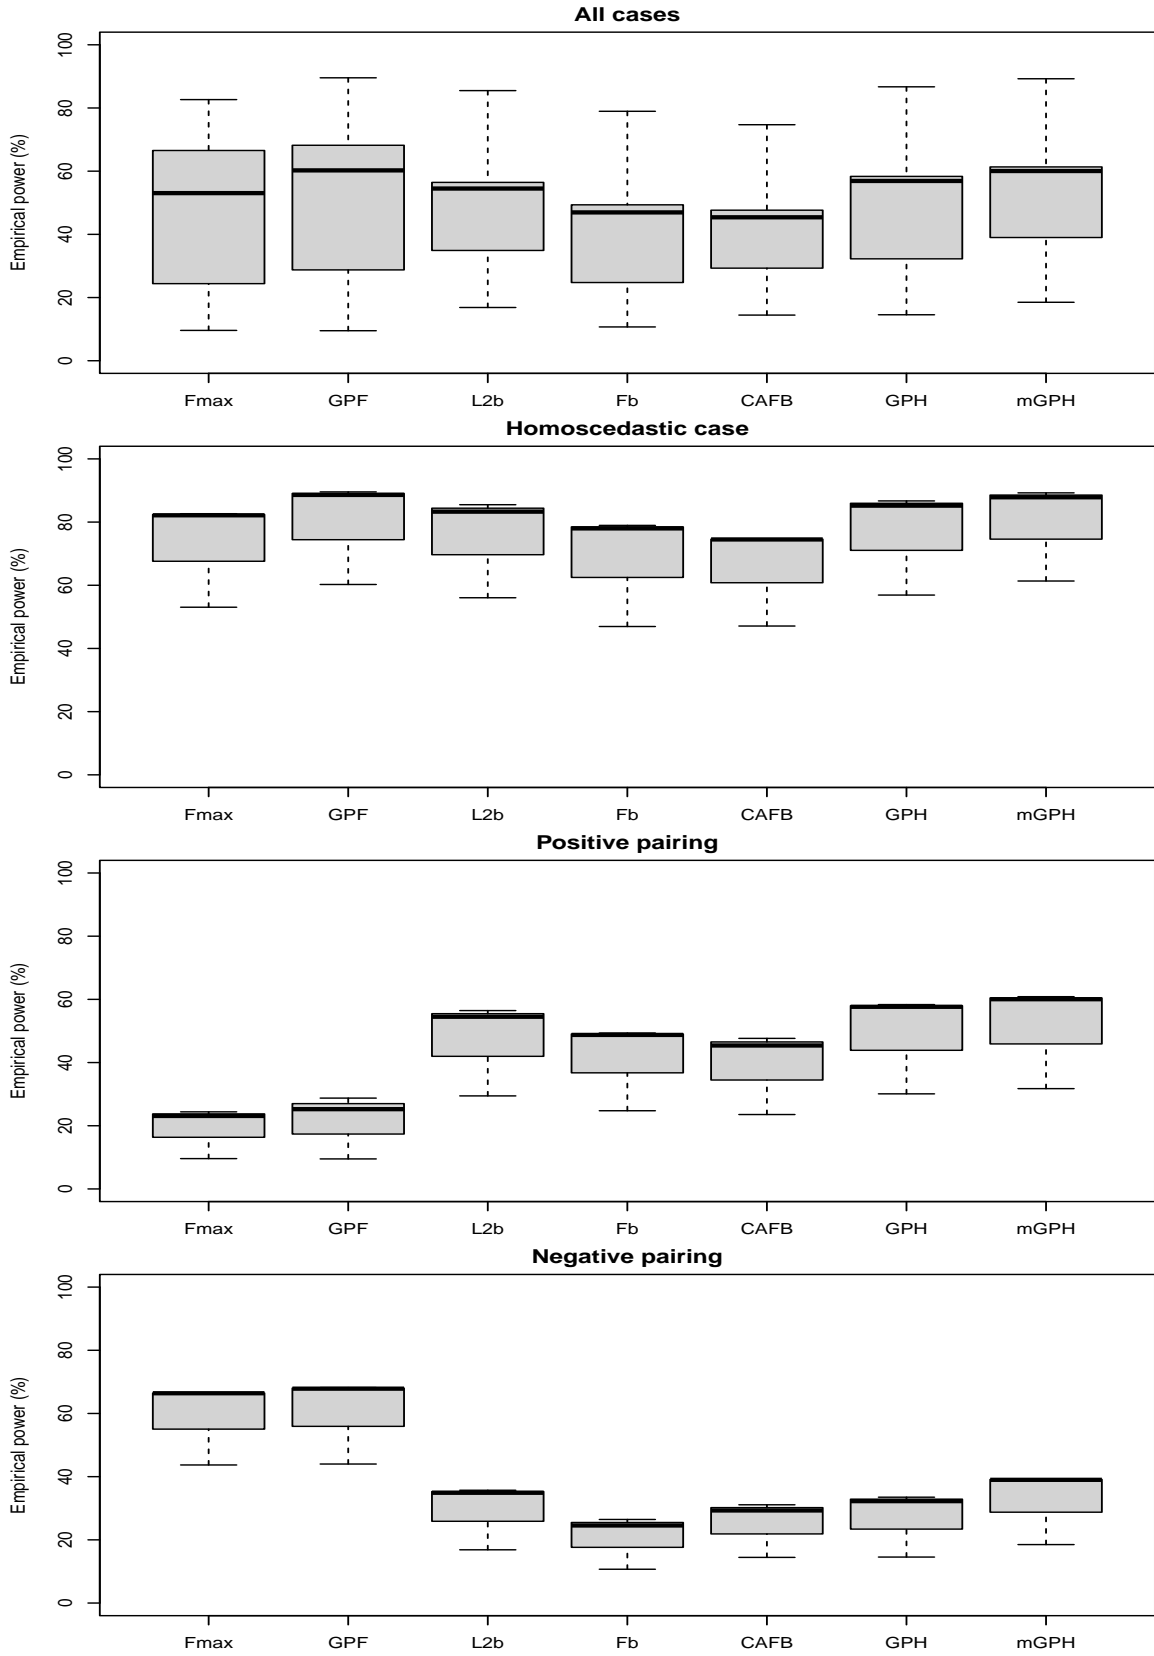 All cases
Empirical power (%)
100
80
60
40
20
0
Fmax GPF L2b Fb CAFB GPH mGPH
Homoscedastic case
Empirical power (%)
100
80
60
40
20
0
Fmax GPF L2b Fb CAFB GPH mGPH
Positive pairing
Empirical power (%)
100
80
60
40
20
0
Fmax GPF L2b Fb CAFB GPH mGPH
Negative pairing
Empirical power (%)
100
80
60
40
20
0
Fmax GPF L2b Fb CAFB GPH mGPH